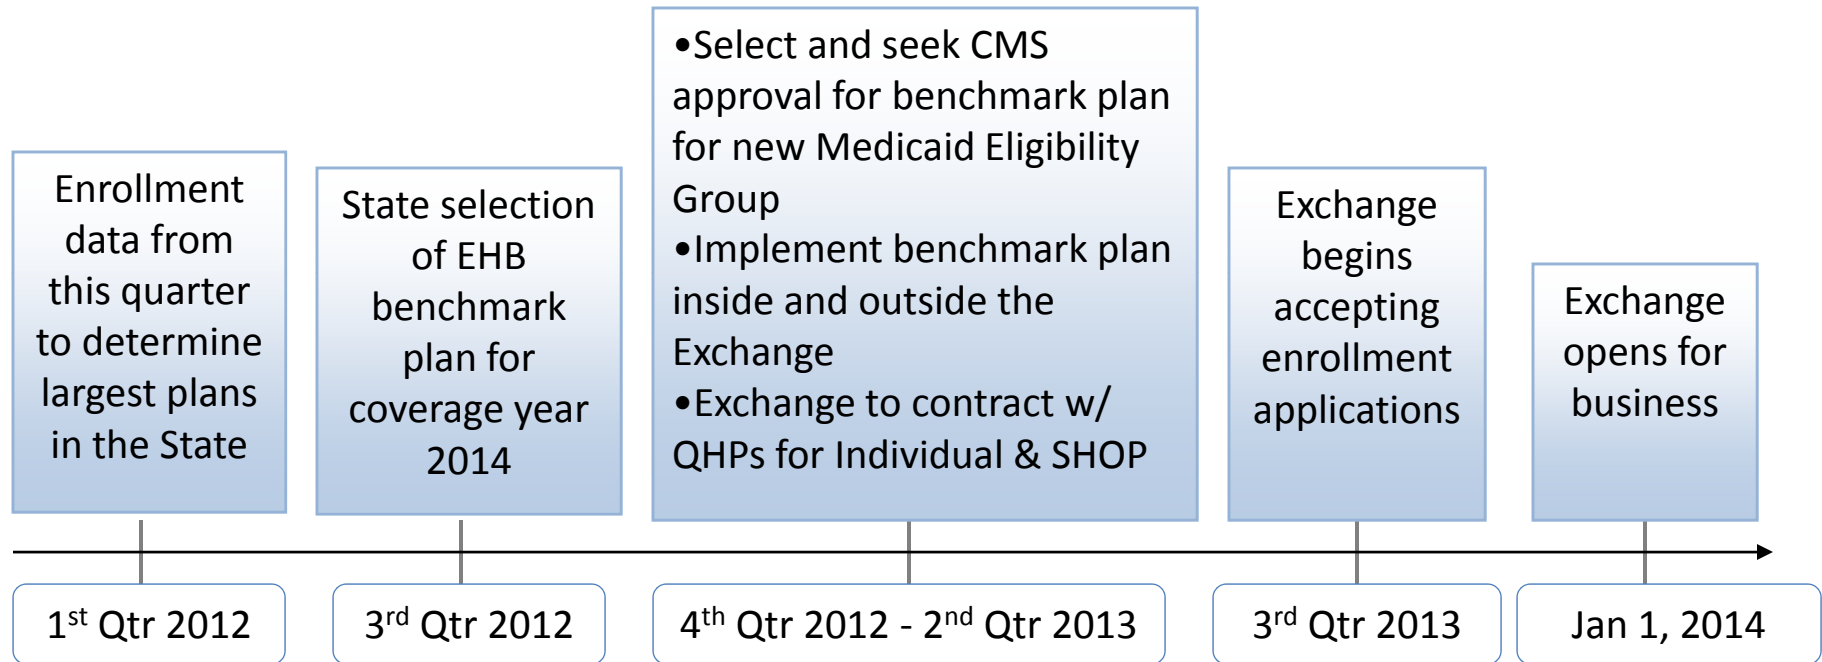 Enrollment
data from
this quarter
to determine
largest plans
in the State
State selection
of EHB
benchmark
plan for
coverage year
2014
•Select and seek CMS
approval for benchmark plan
for new Medicaid Eligibility
Group
•Implement benchmark plan
inside and outside the
Exchange
•Exchange to contract w/
QHPs for Individual & SHOP
Exchange
begins
accepting
enrollment
applications
Exchange
opens for
business
1st Qtr 2012
3rd Qtr 2012
4th Qtr 2012 - 2nd Qtr 2013
3rd Qtr 2013
Jan 1, 2014